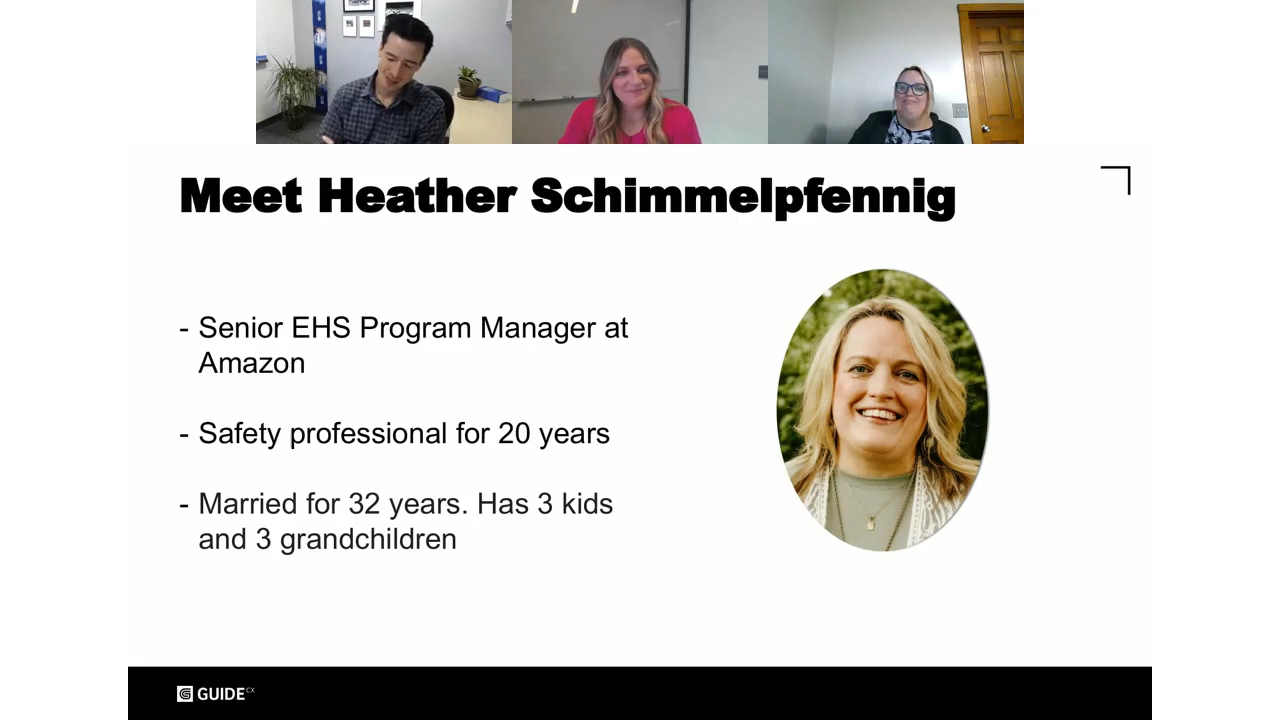 Meet Heather Schimmelpfennig
- Senior EHS Program Manager at
Amazon
- Safety professional for 20 years
- Married for 32 years. Has 3 kids
and 3 grandchildren
GUIDECX